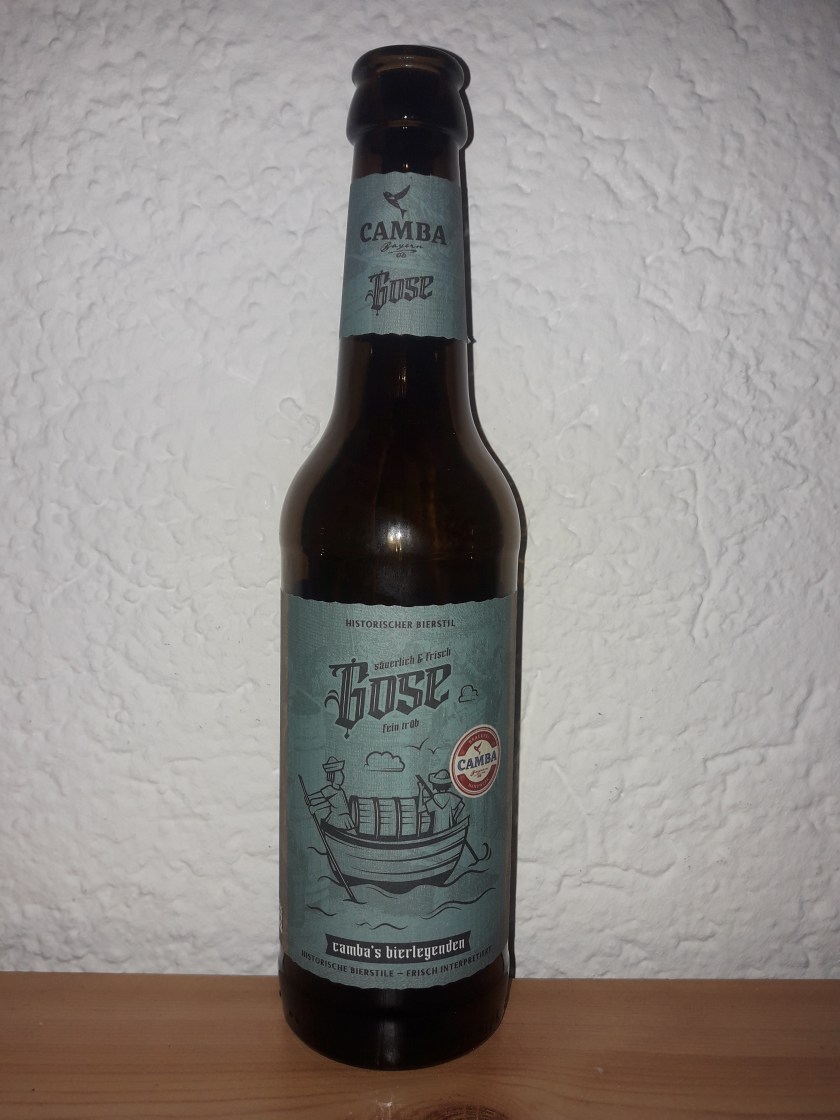 CAMBA
Bayern
Gose
HISTORISCHER BIERSTIL
säuerlich & frisch
Gose
fein trüb
CAMBA
camba's bierlegenden
HISTORISCHE BIERSTILE – FRISCH INTERPRETIERT